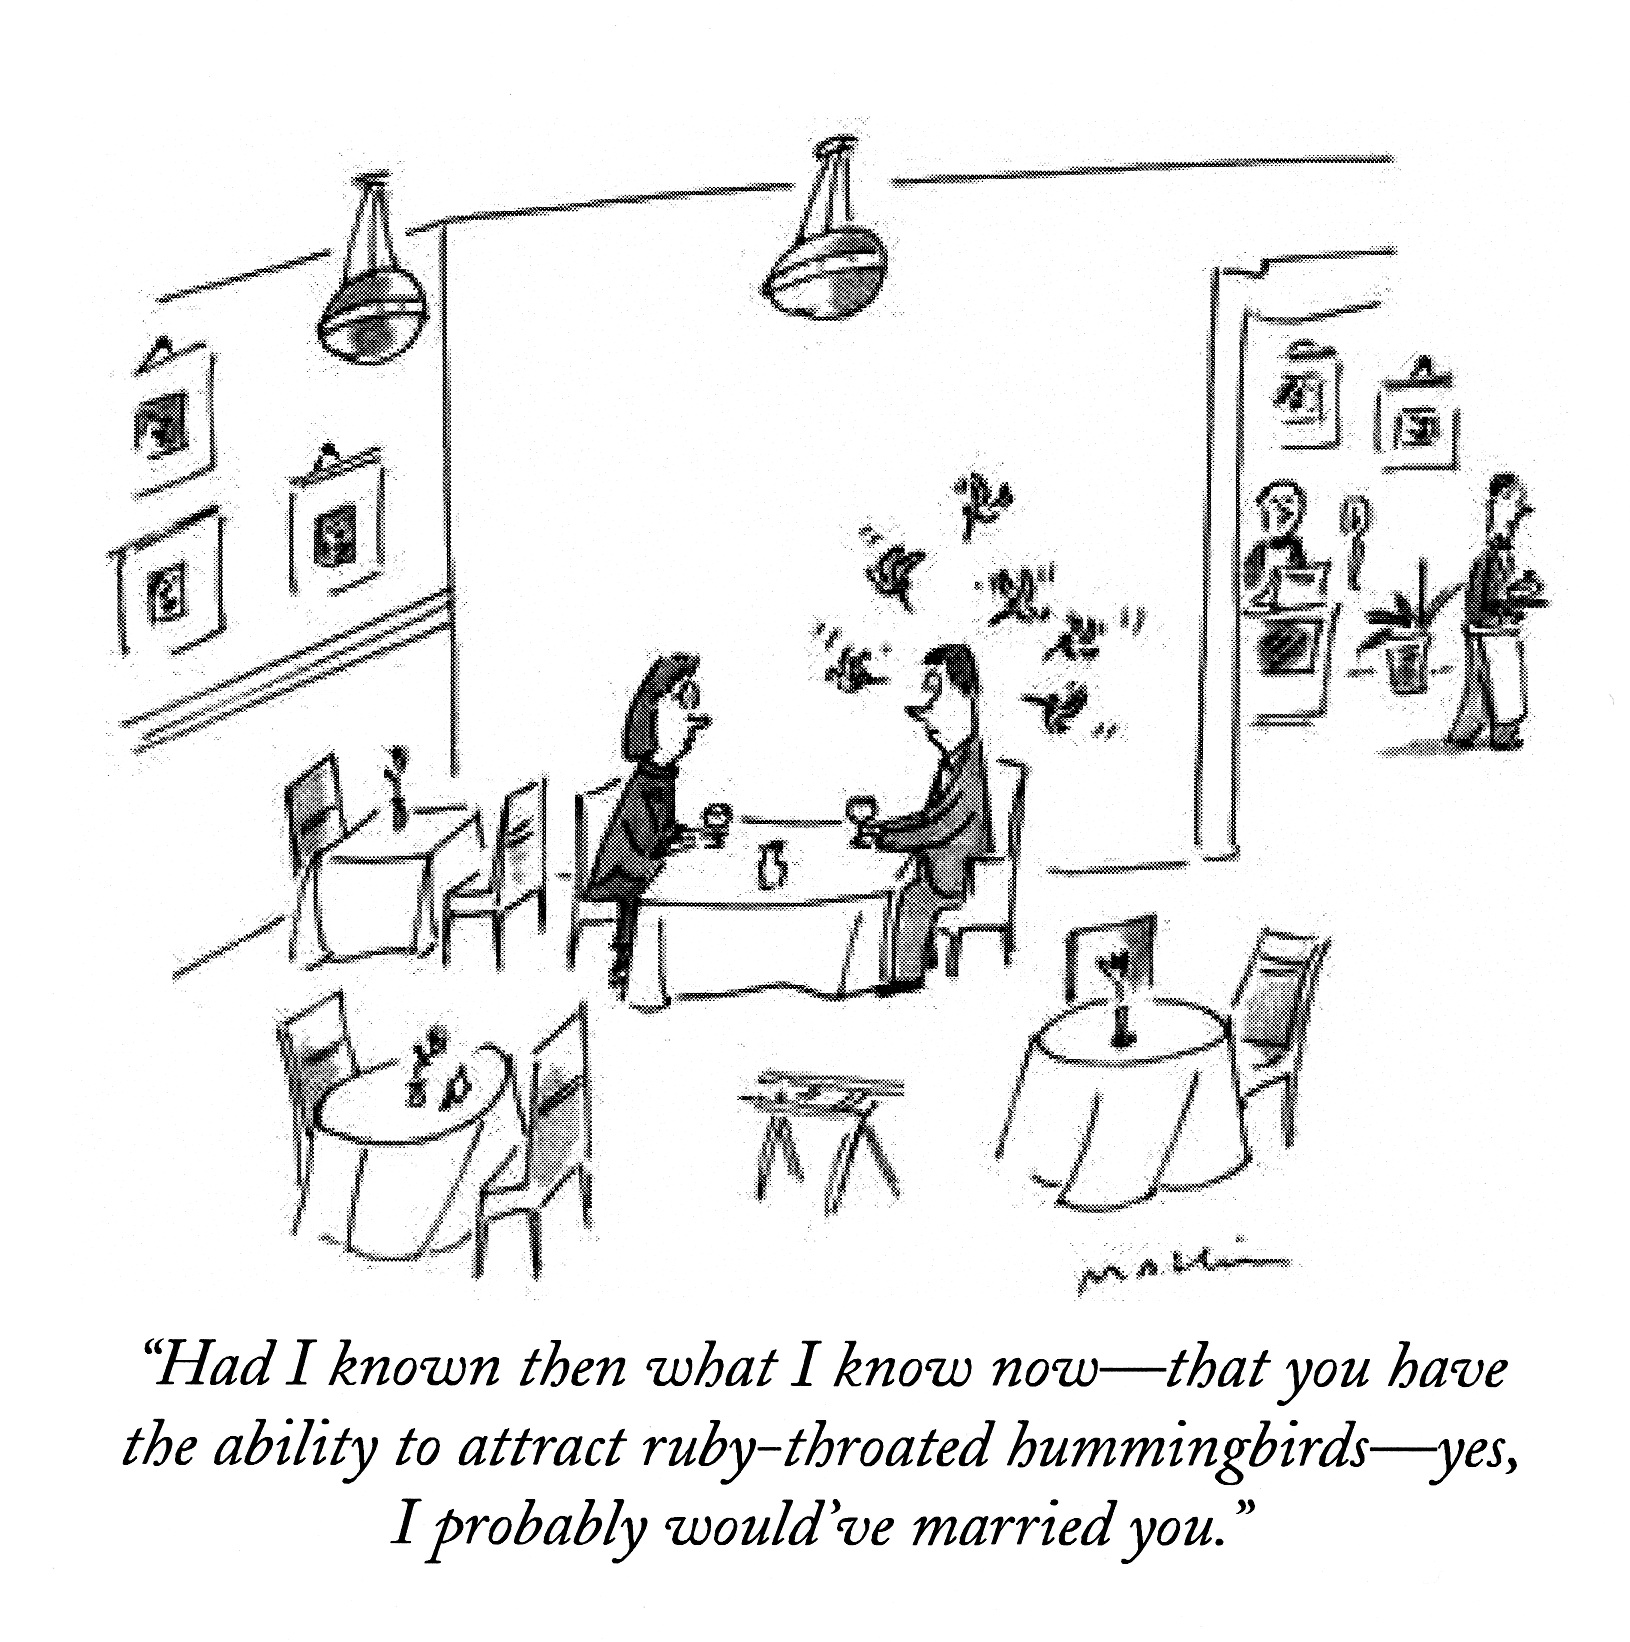 maslin
“Had I known then what I know now—that you have
the ability to attract ruby-throated hummingbirds—yes,
I probably would’ve married you.”